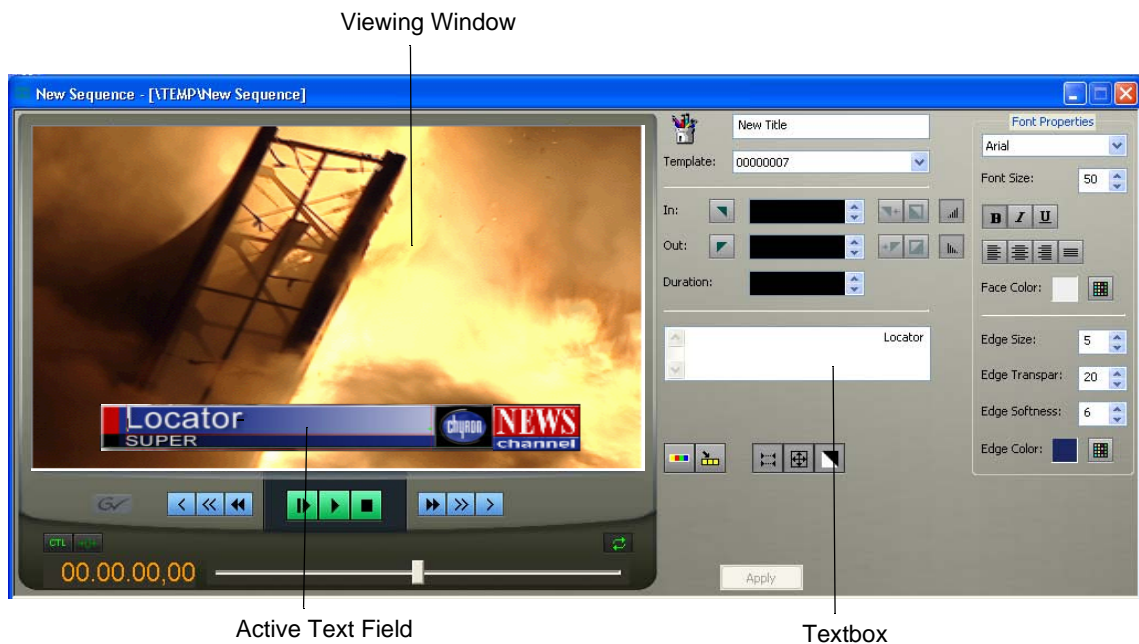 Viewing Window
New Sequence - [\TEMP\New Sequence]
New Title
Template: 00000007
In:
Out:
Duration:
Locator
Font Properties
Arial
Font Size: 50
B I U
Face Color:
Edge Size: 5
Edge Transpar: 20
Edge Softness: 6
Edge Color:
Locator
SUPER
chyron
NEWS
channel
GV
CTL
00.00.00,00
Apply
Active Text Field
Textbox